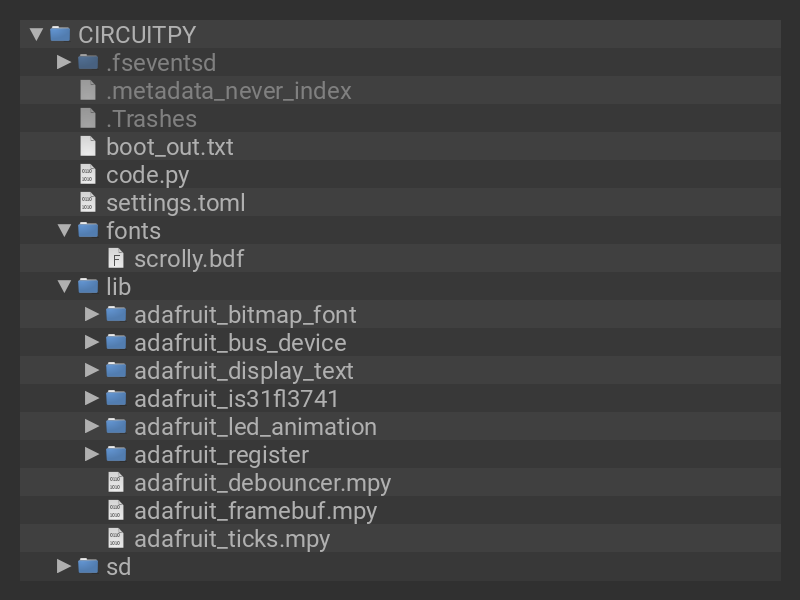 CIRCUITPY
.fseventsd
.metadata_never_index
.Trashes
boot_out.txt
code.py
settings.toml
fonts
scrolly.bdf
lib
adafruit_bitmap_font
adafruit_bus_device
adafruit_display_text
adafruit_is31fl3741
adafruit_led_animation
adafruit_register
adafruit_debouncer.mpy
adafruit_framebuf.mpy
adafruit_ticks.mpy
sd